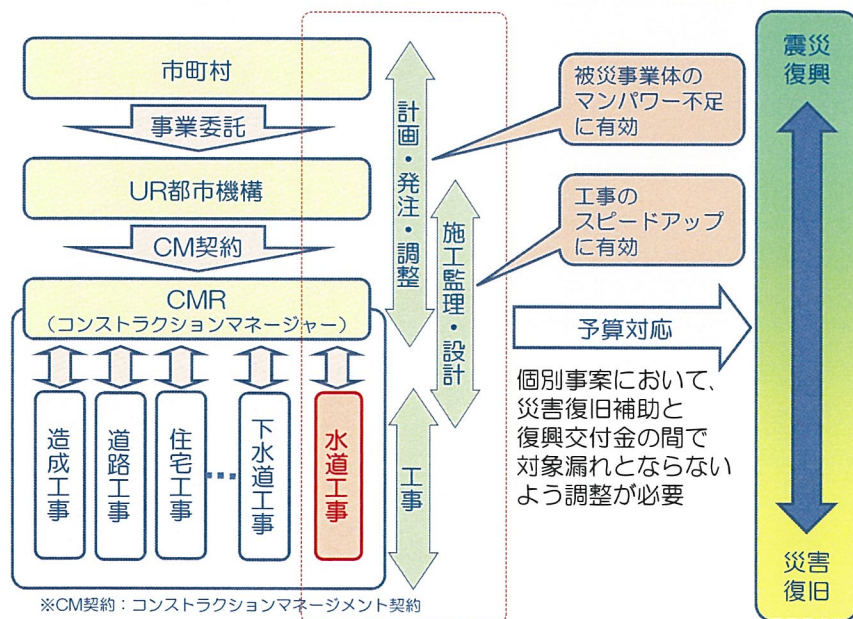 市町村
事業委託
UR都市機構
CM契約
CMR
（コンストラクションマネージャー）
造成工事
道路工事
住宅工事
下水道工事
水道工事
計画・発注・調整
施工監理・設計
工事
被災事業体の
マンパワー不足
に有効
工事の
スピードアップ
に有効
予算対応
個別事案において、
災害復旧補助と
復興交付金の間で
対象漏れとならない
よう調整が必要
震災
復興
災害
復旧
※CM契約：コンストラクションマネージメント契約